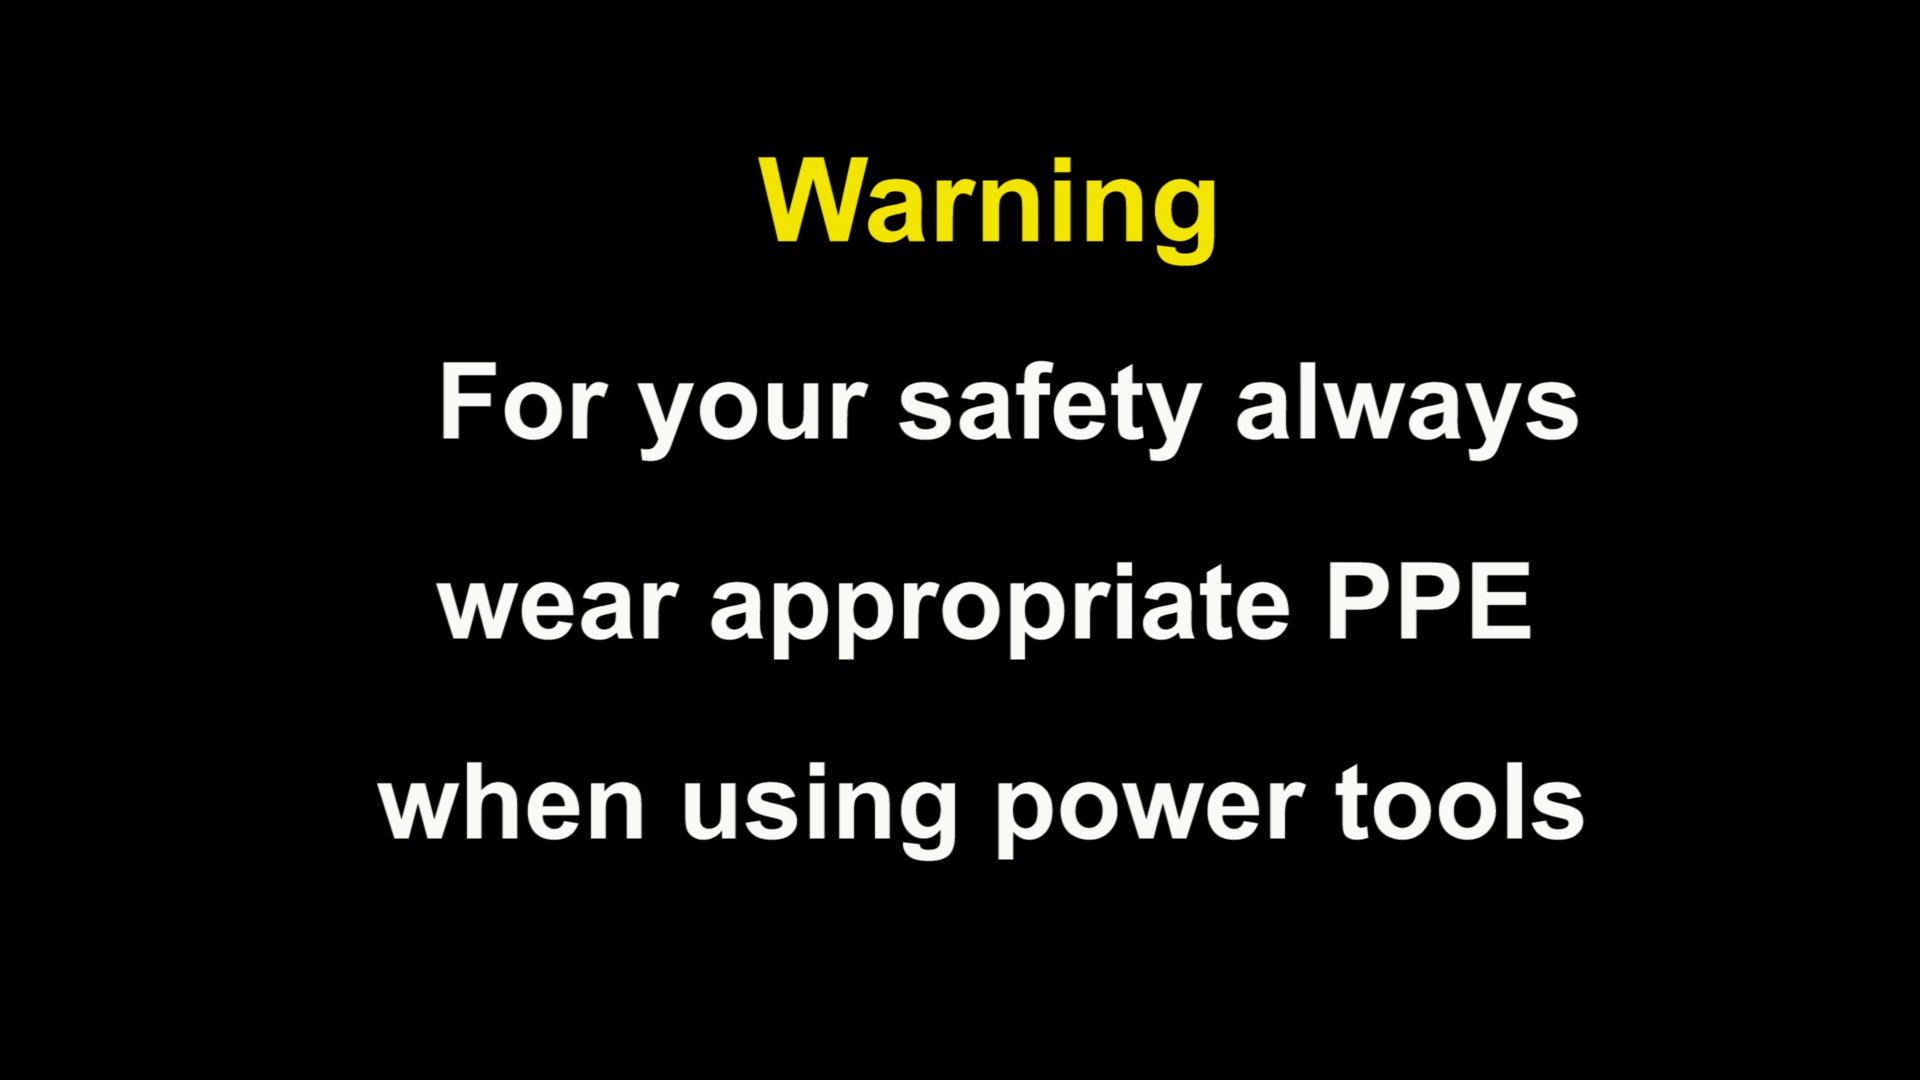 Warning
For your safety always
wear appropriate PPE
when using power tools